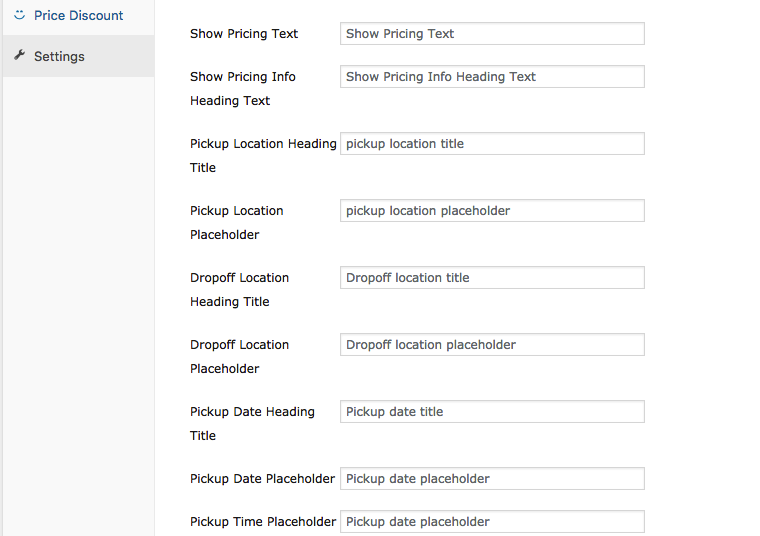 Price Discount
Settings
Show Pricing Text
Show Pricing Text
Show Pricing Info
Heading Text
Show Pricing Info Heading Text
Pickup Location Heading
Title
pickup location title
Pickup Location
Placeholder
pickup location placeholder
Dropoff Location
Heading Title
Dropoff location title
Dropoff Location
Placeholder
Dropoff location placeholder
Pickup Date Heading
Title
Pickup date title
Pickup Date Placeholder
Pickup date placeholder
Pickup Time Placeholder
Pickup date placeholder